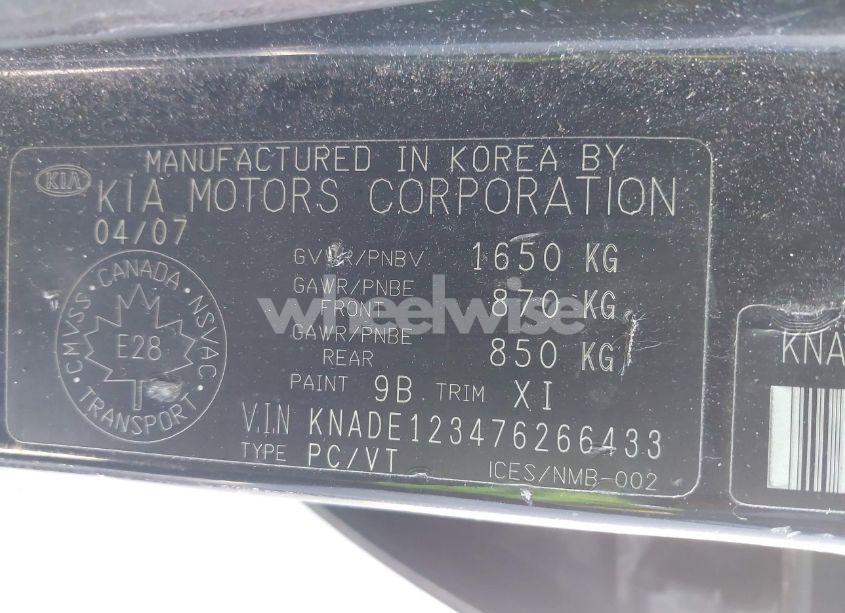 MANUFACTURED IN KOREA BY
KIA
KIA MOTORS CORPORATION
04/07
GVWR/PNBV 1650 KG
GAWR/PNBE
FRONT 870 KG
GAWR/PNBE
REAR 850 KG
PAINT 9B TRIM XI
V.I.N KNADE123476266433
TYPE PC/VT ICES/NMB-002
CMVSS · CANADA · NSVAC
E28
TRANSPORT
wheelwise
KNA